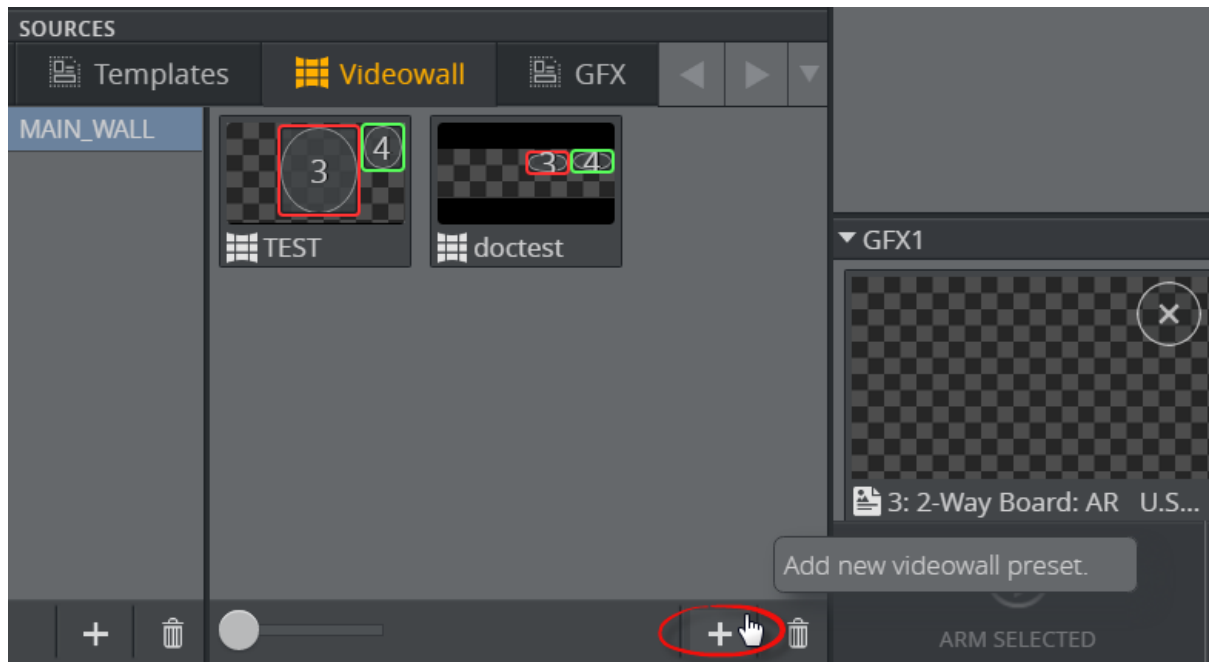 SOURCES
Templates
Videowall
GFX
MAIN_WALL
3
4
TEST
3
4
doctest
GFX1
3: 2-Way Board: AR U.S...
Add new videowall preset.
ARM SELECTED